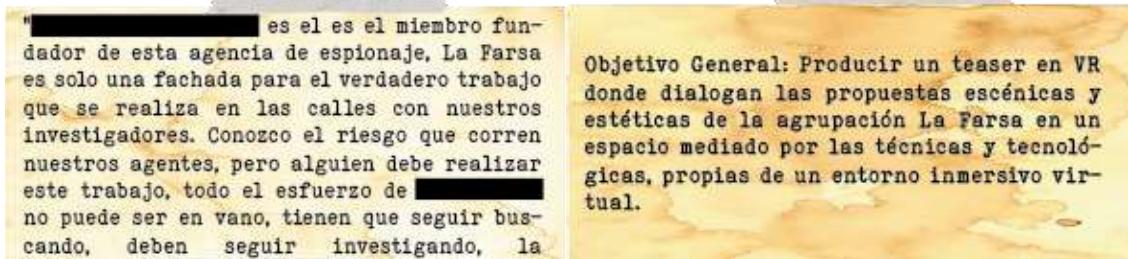 " es el es el miembro fun-
dador de esta agencia de espionaje, La Farsa
es solo una fachada para el verdadero trabajo
que se realiza en las calles con nuestros
investigadores. Conozco el riesgo que corren
nuestros agentes, pero alguien debe realizar
este trabajo, todo el esfuerzo de
no puede ser en vano, tienen que seguir bus-
cando, deben seguir investigando, la
Objetivo General: Producir un teaser en VR
donde dialogan las propuestas escénicas y
estéticas de la agrupación La Farsa en un
espacio mediado por las técnicas y tecnoló-
gicas, propias de un entorno inmersivo vir-
tual.